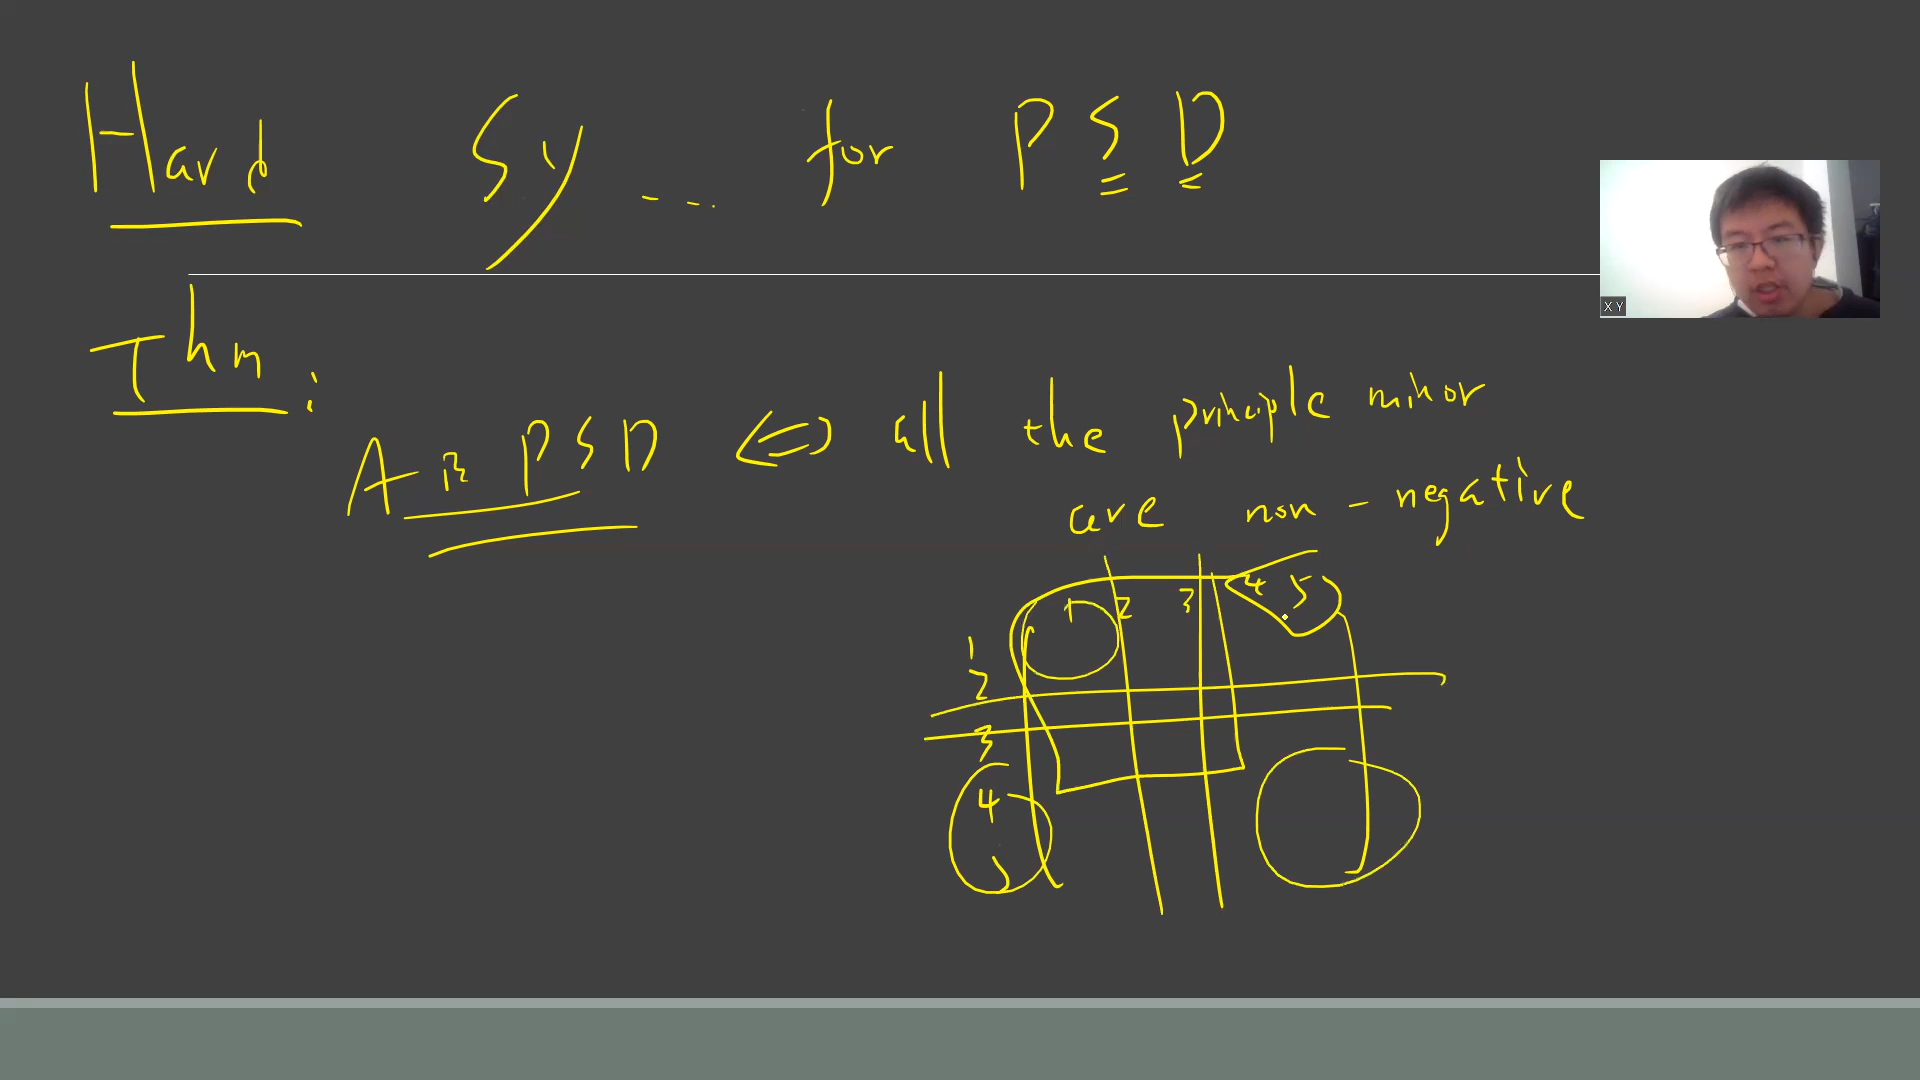 Hard Sy ... for PSD
Thm:
A is PSD <=> all the principle minor
are non-negative
1 2 3 4 5
1
2
3
4
5
X Y